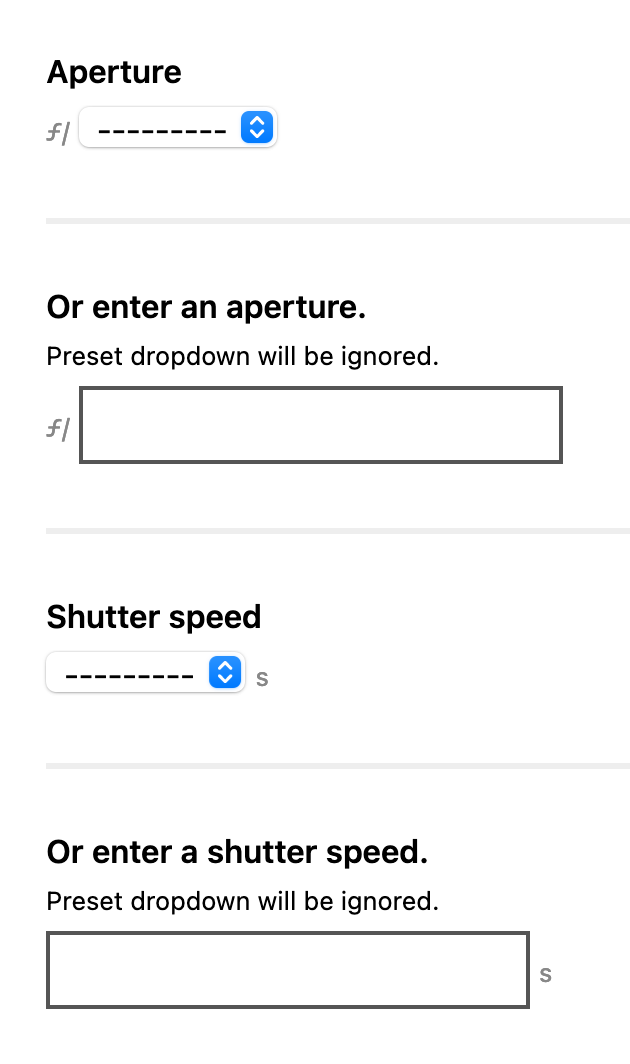 Aperture
ƒ/ ---------
Or enter an aperture.
Preset dropdown will be ignored.
ƒ/
Shutter speed
--------- s
Or enter a shutter speed.
Preset dropdown will be ignored.
s